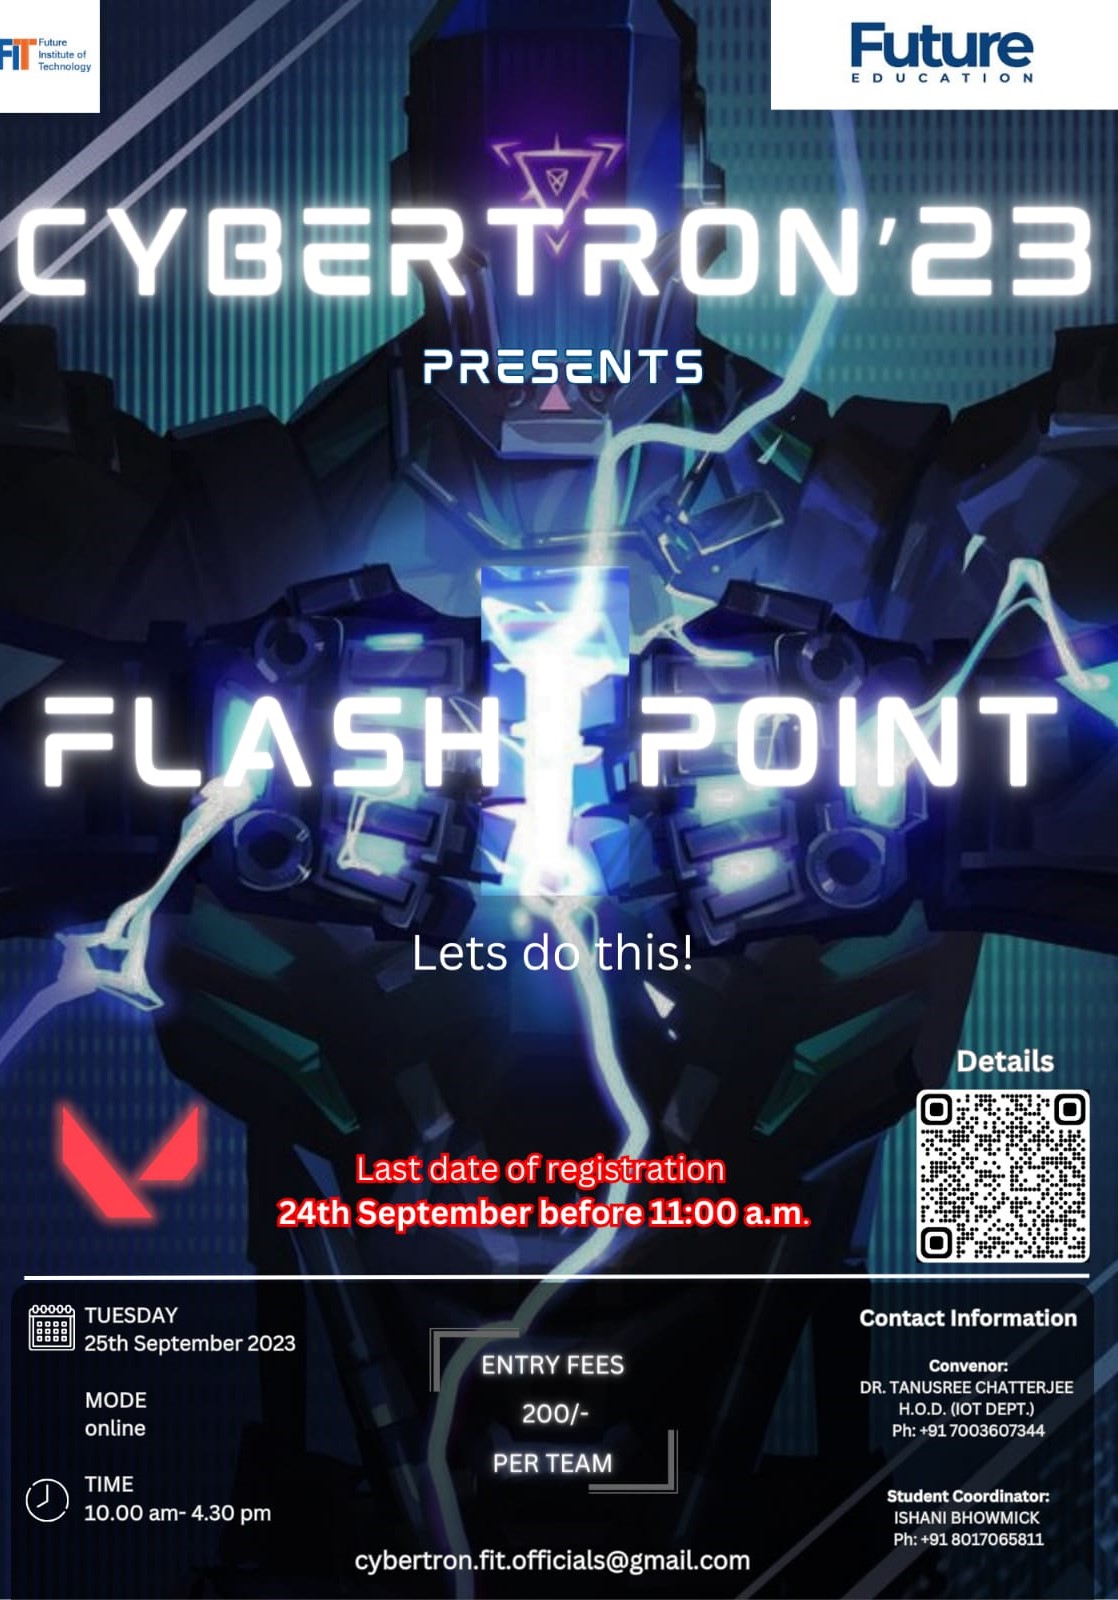 FIT Future
Institute of
Technology
Future
EDUCATION
CYBERTRON'23
PRESENTS
FLASH POINT
Lets do this!
Details
Last date of registration
24th September before 11:00 a.m.
TUESDAY
25th September 2023
MODE
online
TIME
10.00 am- 4.30 pm
ENTRY FEES
200/-
PER TEAM
Contact Information
Convenor:
DR. TANUSREE CHATTERJEE
H.O.D. (IOT DEPT.)
Ph: +91 7003607344
Student Coordinator:
ISHANI BHOWMICK
Ph: +91 8017065811
cybertron.fit.officials@gmail.com